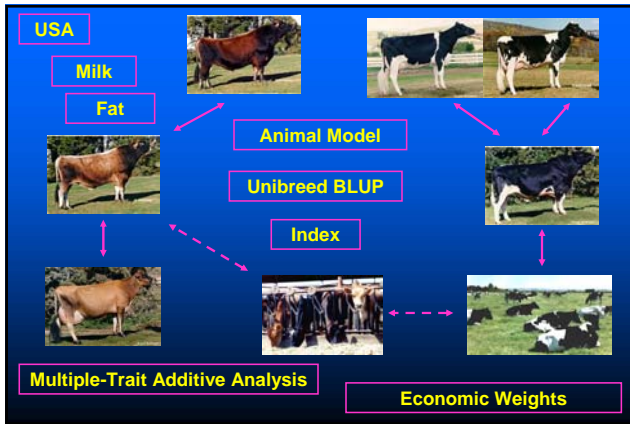 USA
Milk
Fat
Animal Model
Unibreed BLUP
Index
Multiple-Trait Additive Analysis
Economic Weights